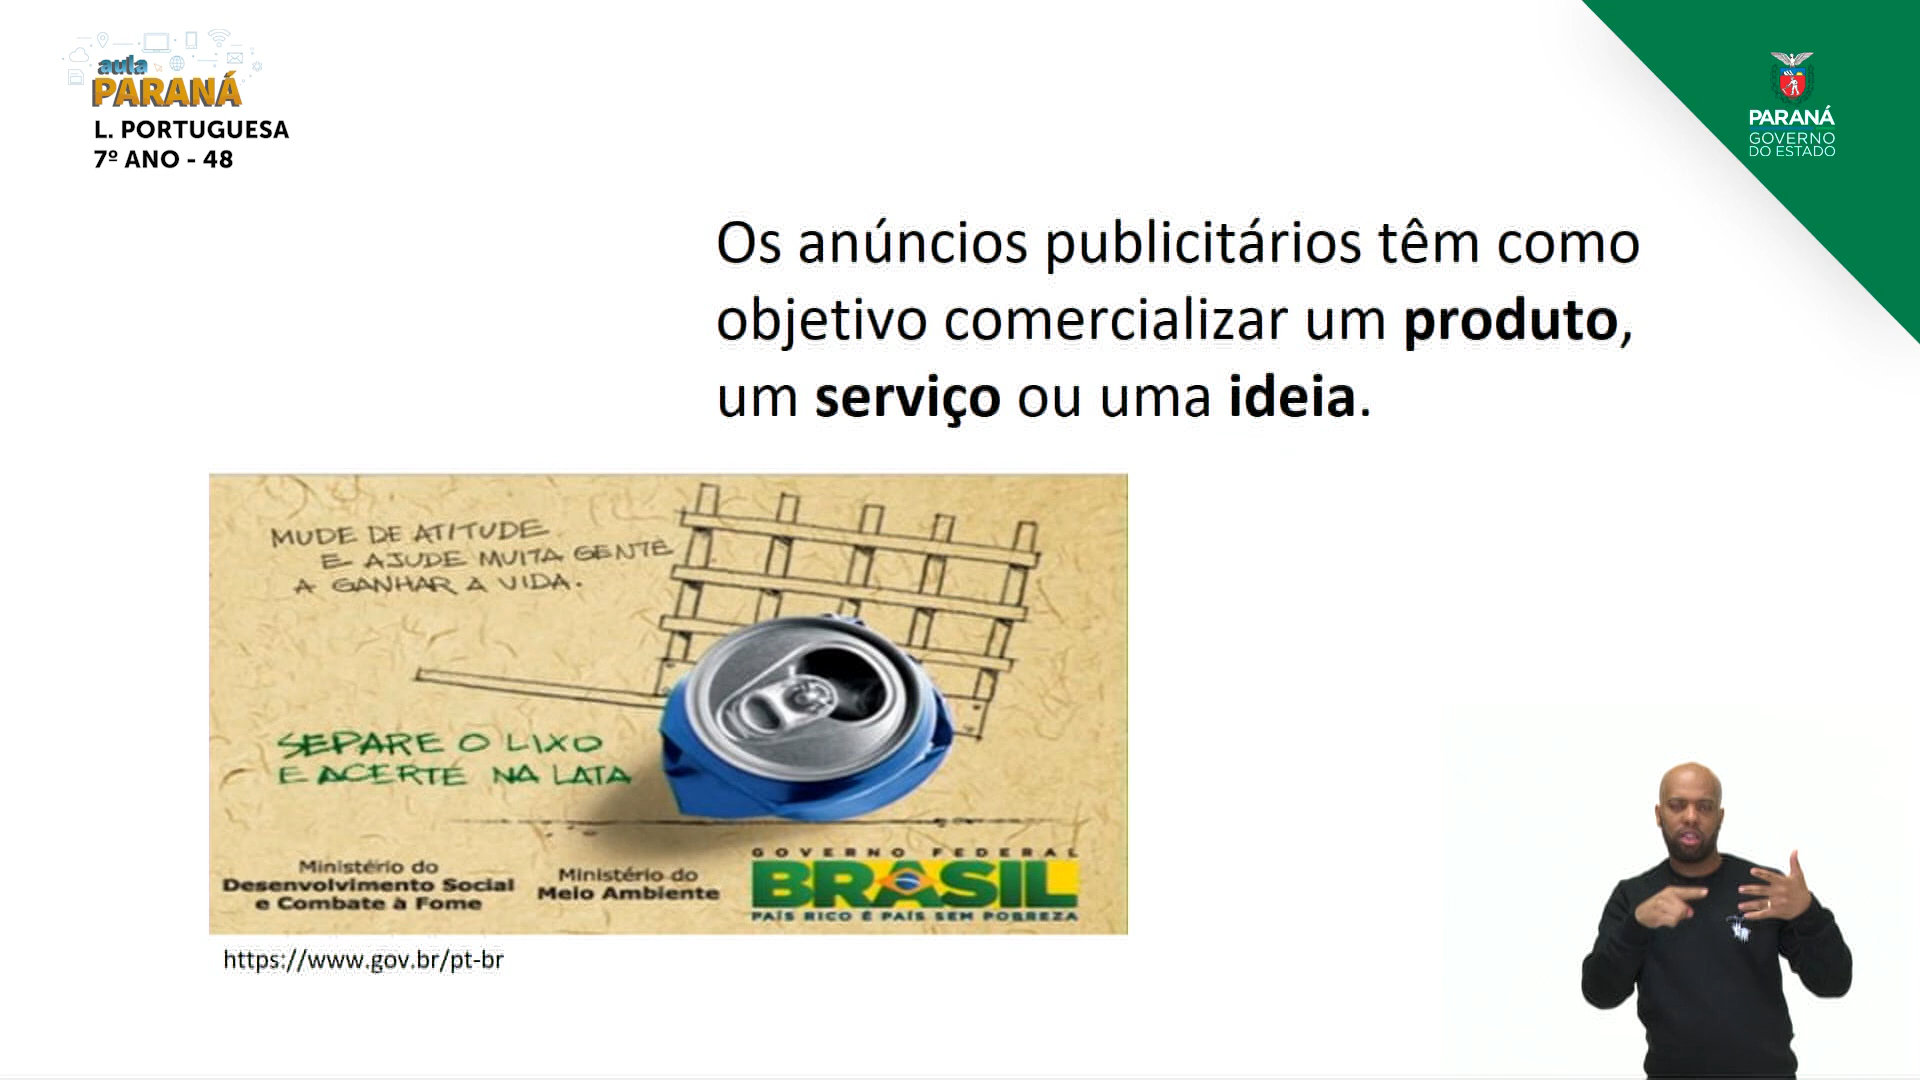 aula
PARANÁ
L. PORTUGUESA
7º ANO - 48
PARANÁ
GOVERNO
DO ESTADO
Os anúncios publicitários têm como
objetivo comercializar um produto,
um serviço ou uma ideia.
MUDE DE ATITUDE
E AJUDE MUITA GENTE
A GANHAR A VIDA.
SEPARE O LIXO
E ACERTE NA LATA
Ministério do
Desenvolvimento Social
e Combate à Fome
Ministério do
Meio Ambiente
GOVERNO FEDERAL
BRASIL
PAÍS RICO É PAÍS SEM POBREZA
https://www.gov.br/pt-br